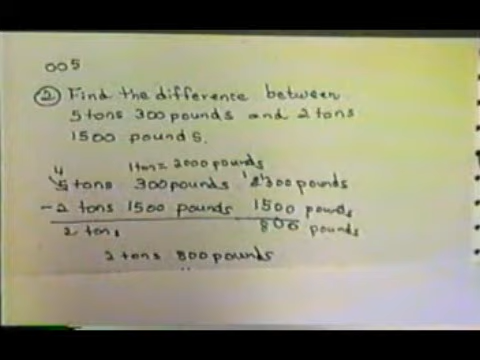 005
② Find the difference between
5 tons 300 pounds and 2 tons
1500 pounds.
1 ton = 2000 pounds
4
5 tons 300 pounds 2300 pounds
- 2 tons 1500 pounds 1500 pounds
2 tons 800 pounds
2 tons 800 pounds